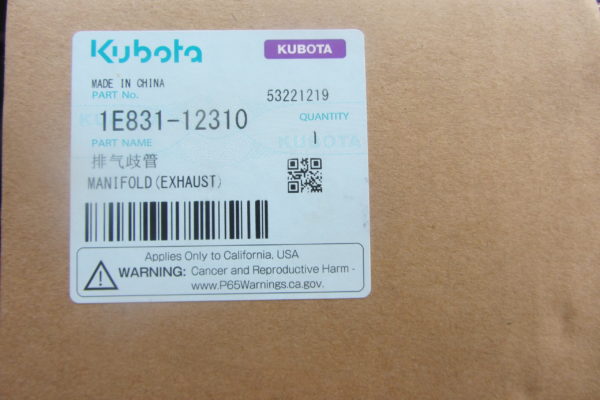 Kubota KUBOTA
MADE IN CHINA
PART No. 53221219
1E831-12310 QUANTITY
1
PART NAME
排气歧管
MANIFOLD(EXHAUST)
Applies Only to California. USA
WARNING: Cancer and Reproductive Harm -
www.P65Warnings.ca.gov.